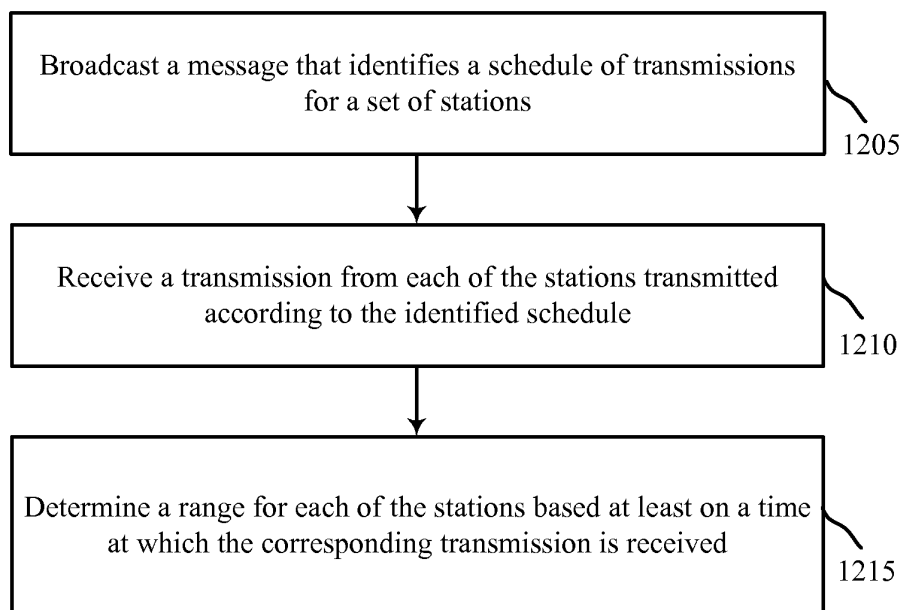 Broadcast a message that identifies a schedule of transmissions
for a set of stations
1205
Receive a transmission from each of the stations transmitted
according to the identified schedule
1210
Determine a range for each of the stations based at least on a time
at which the corresponding transmission is received
1215